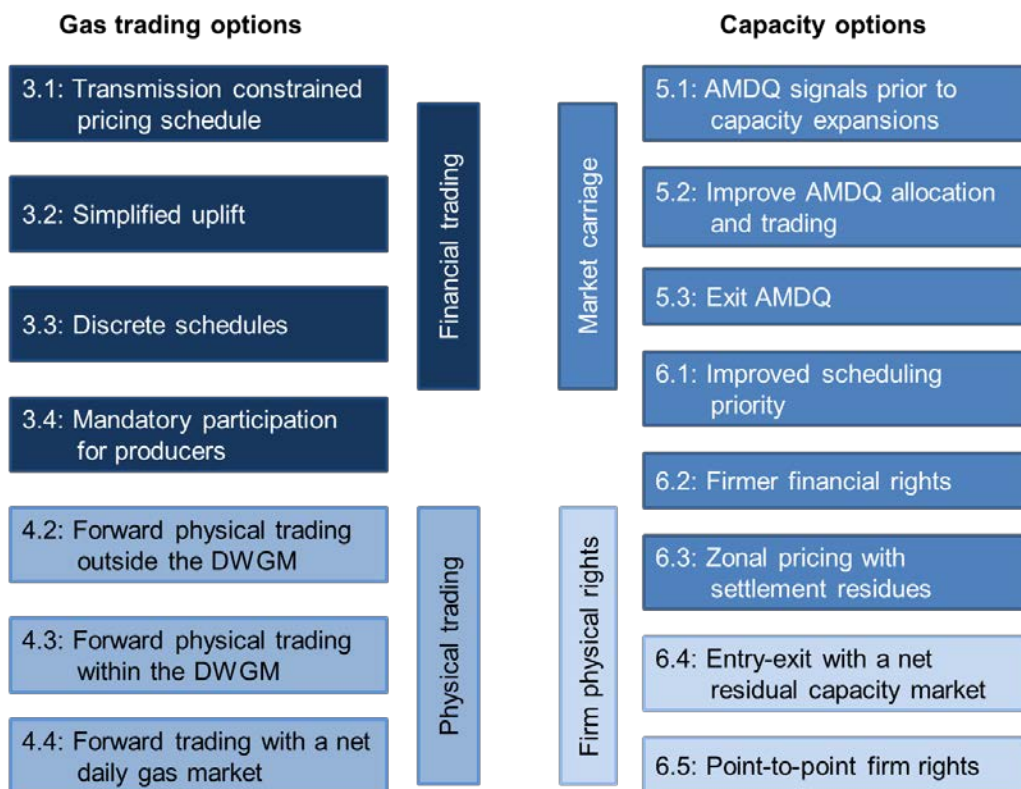 Gas trading options
3.1: Transmission constrained
pricing schedule
3.2: Simplified uplift
3.3: Discrete schedules
3.4: Mandatory participation
for producers
4.2: Forward physical trading
outside the DWGM
4.3: Forward physical trading
within the DWGM
4.4: Forward trading with a net
daily gas market
Financial trading
Physical trading
Capacity options
Market carriage
Firm physical rights
5.1: AMDQ signals prior to
capacity expansions
5.2: Improve AMDQ allocation
and trading
5.3: Exit AMDQ
6.1: Improved scheduling
priority
6.2: Firmer financial rights
6.3: Zonal pricing with
settlement residues
6.4: Entry-exit with a net
residual capacity market
6.5: Point-to-point firm rights